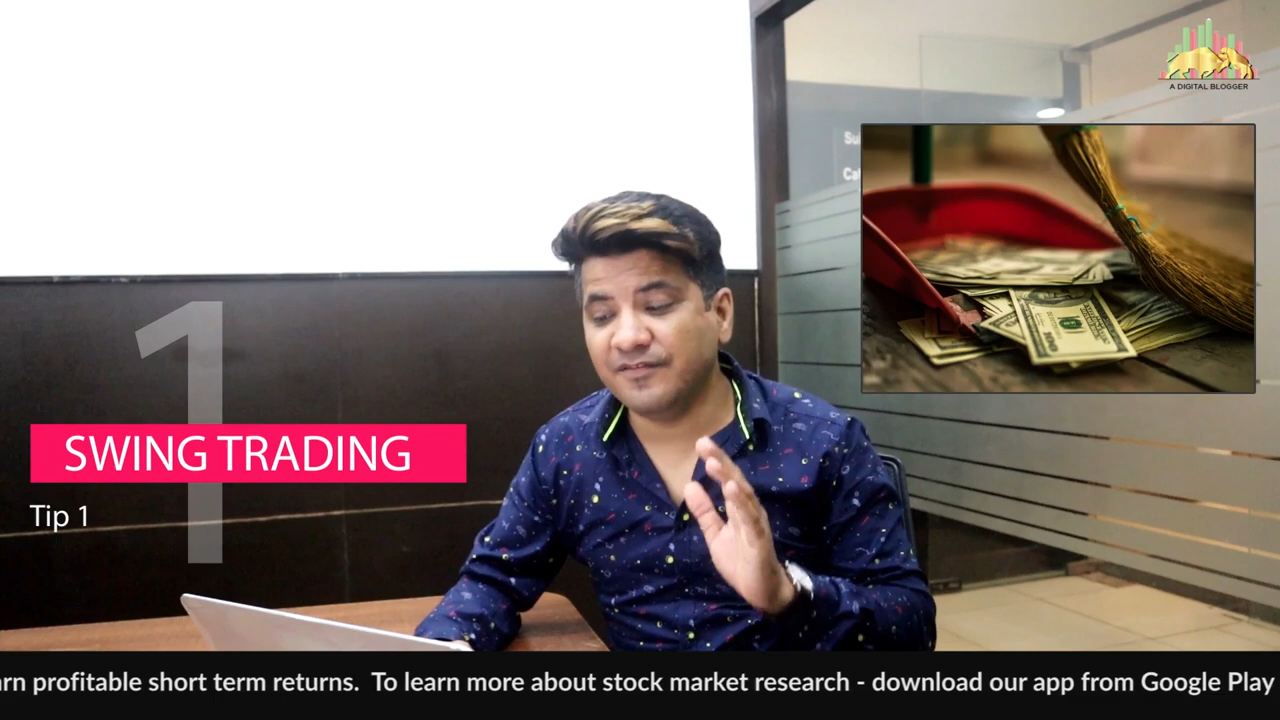 A DIGITAL BLOGGER
1
SWING TRADING
Tip 1
rn profitable short term returns. To learn more about stock market research - download our app from Google Play